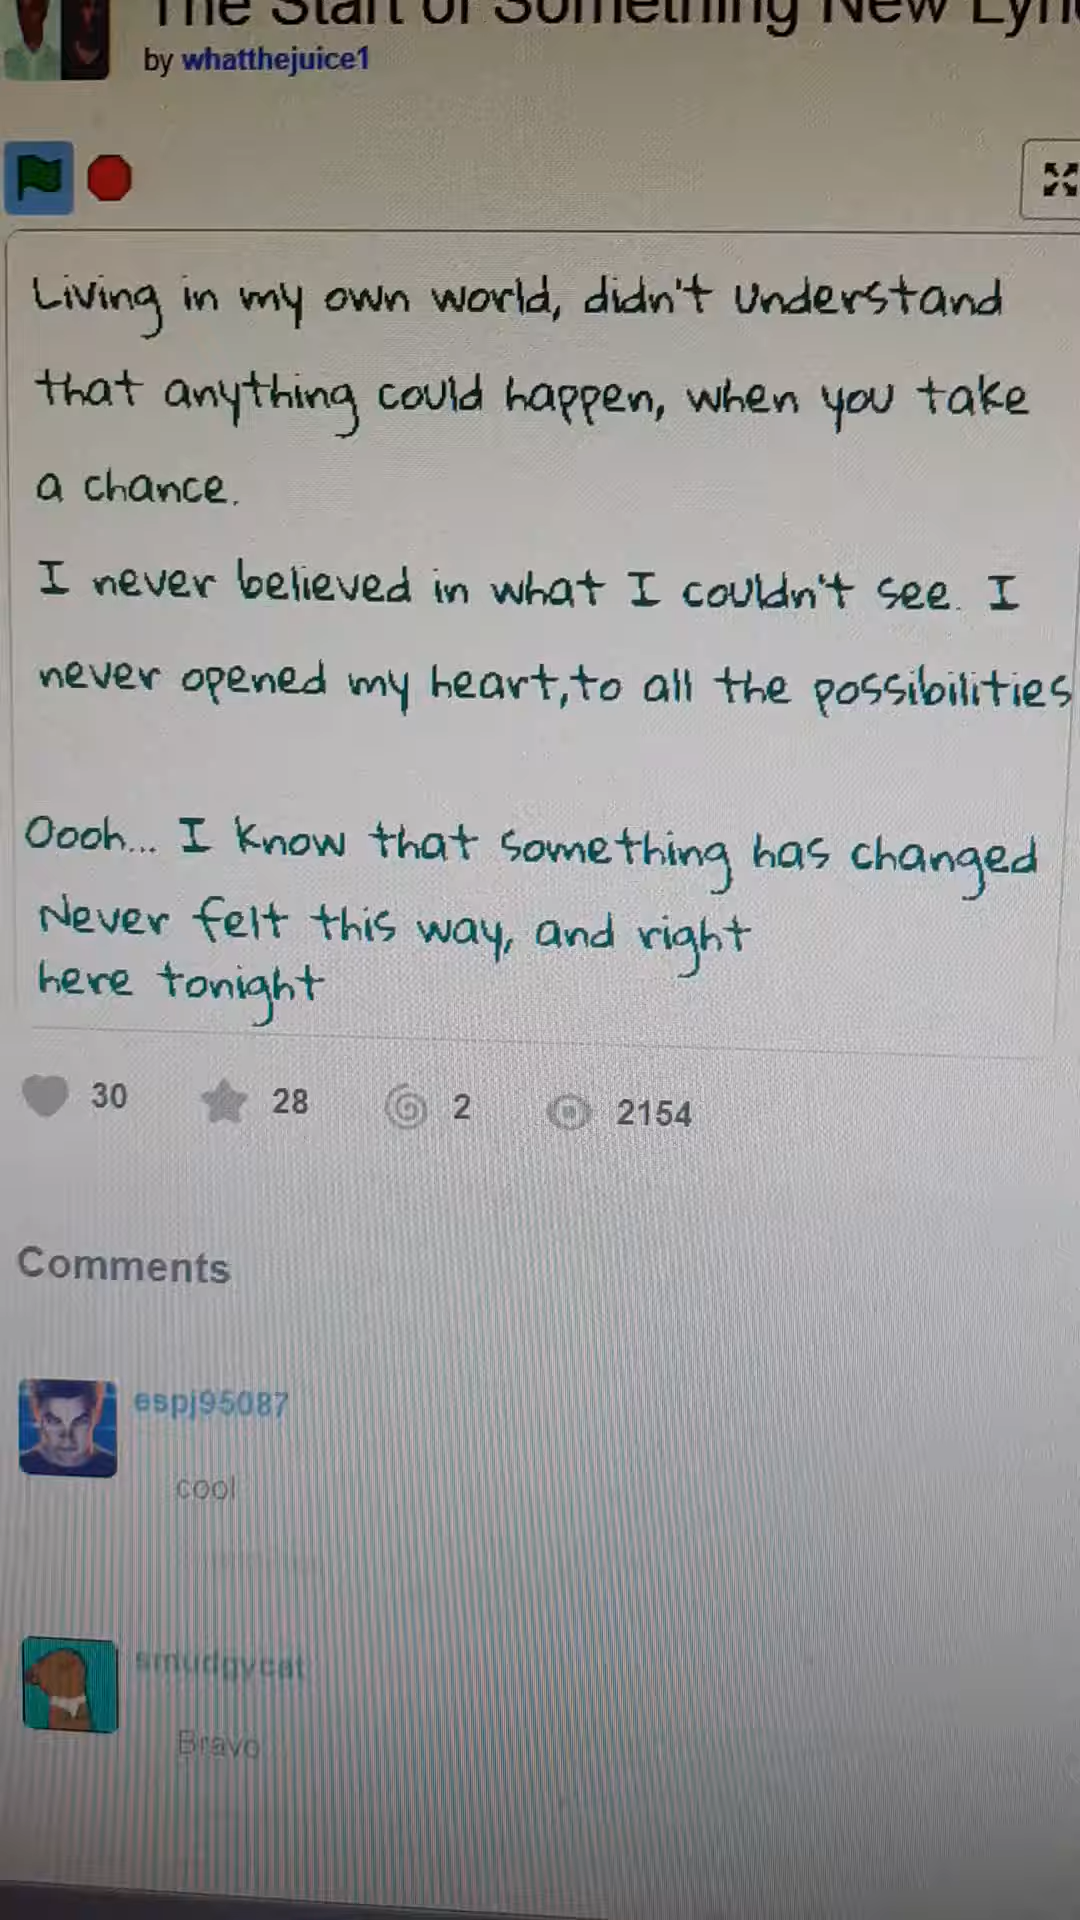 The Start of Something New Lyri
by whatthejuice1
Living in my own world, didn't understand
that anything could happen, when you take
a chance.
I never believed in what I couldn't see. I
never opened my heart,to all the possibilities
Oooh... I know that something has changed
Never felt this way, and right
here tonight
30 28 2 2154
Comments
espj95087
cool
smudgycat
Bravo